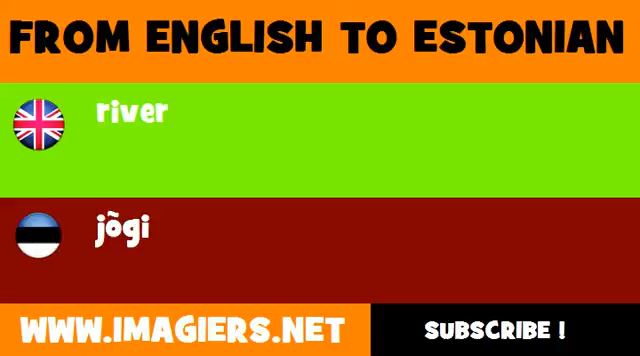 FROM ENGLISH TO ESTONIAN
river
jõgi
WWW.IMAGIERS.NET
SUBSCRIBE !